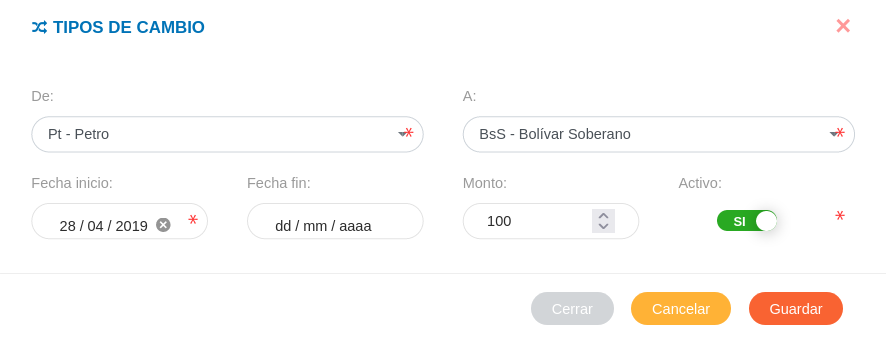 TIPOS DE CAMBIO
De:
A:
Pt - Petro *
BsS - Bolívar Soberano *
Fecha inicio:
Fecha fin:
Monto:
Activo:
28 / 04 / 2019 *
dd / mm / aaaa
100
SI *
Cerrar
Cancelar
Guardar